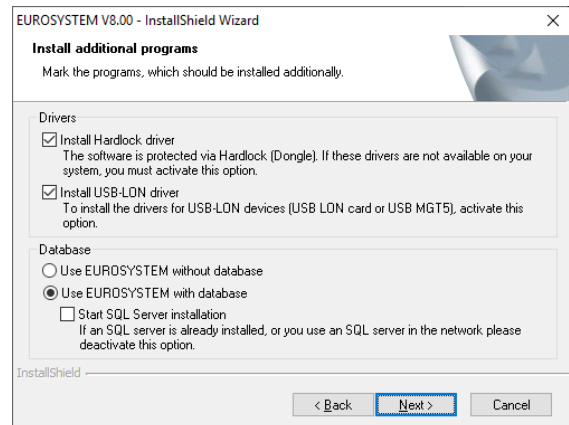 EUROSYSTEM V8.00 - InstallShield Wizard
Install additional programs
Mark the programs, which should be installed additionally.
Drivers
Install Hardlock driver
The software is protected via Hardlock (Dongle). If these drivers are not available on your
system, you must activate this option.
Install USB-LON driver
To install the drivers for USB-LON devices (USB LON card or USB MGT5), activate this
option.
Database
Use EUROSYSTEM without database
Use EUROSYSTEM with database
Start SQL Server installation
If an SQL server is already installed, or you use an SQL server in the network please
deactivate this option.
InstallShield
< Back Next > Cancel